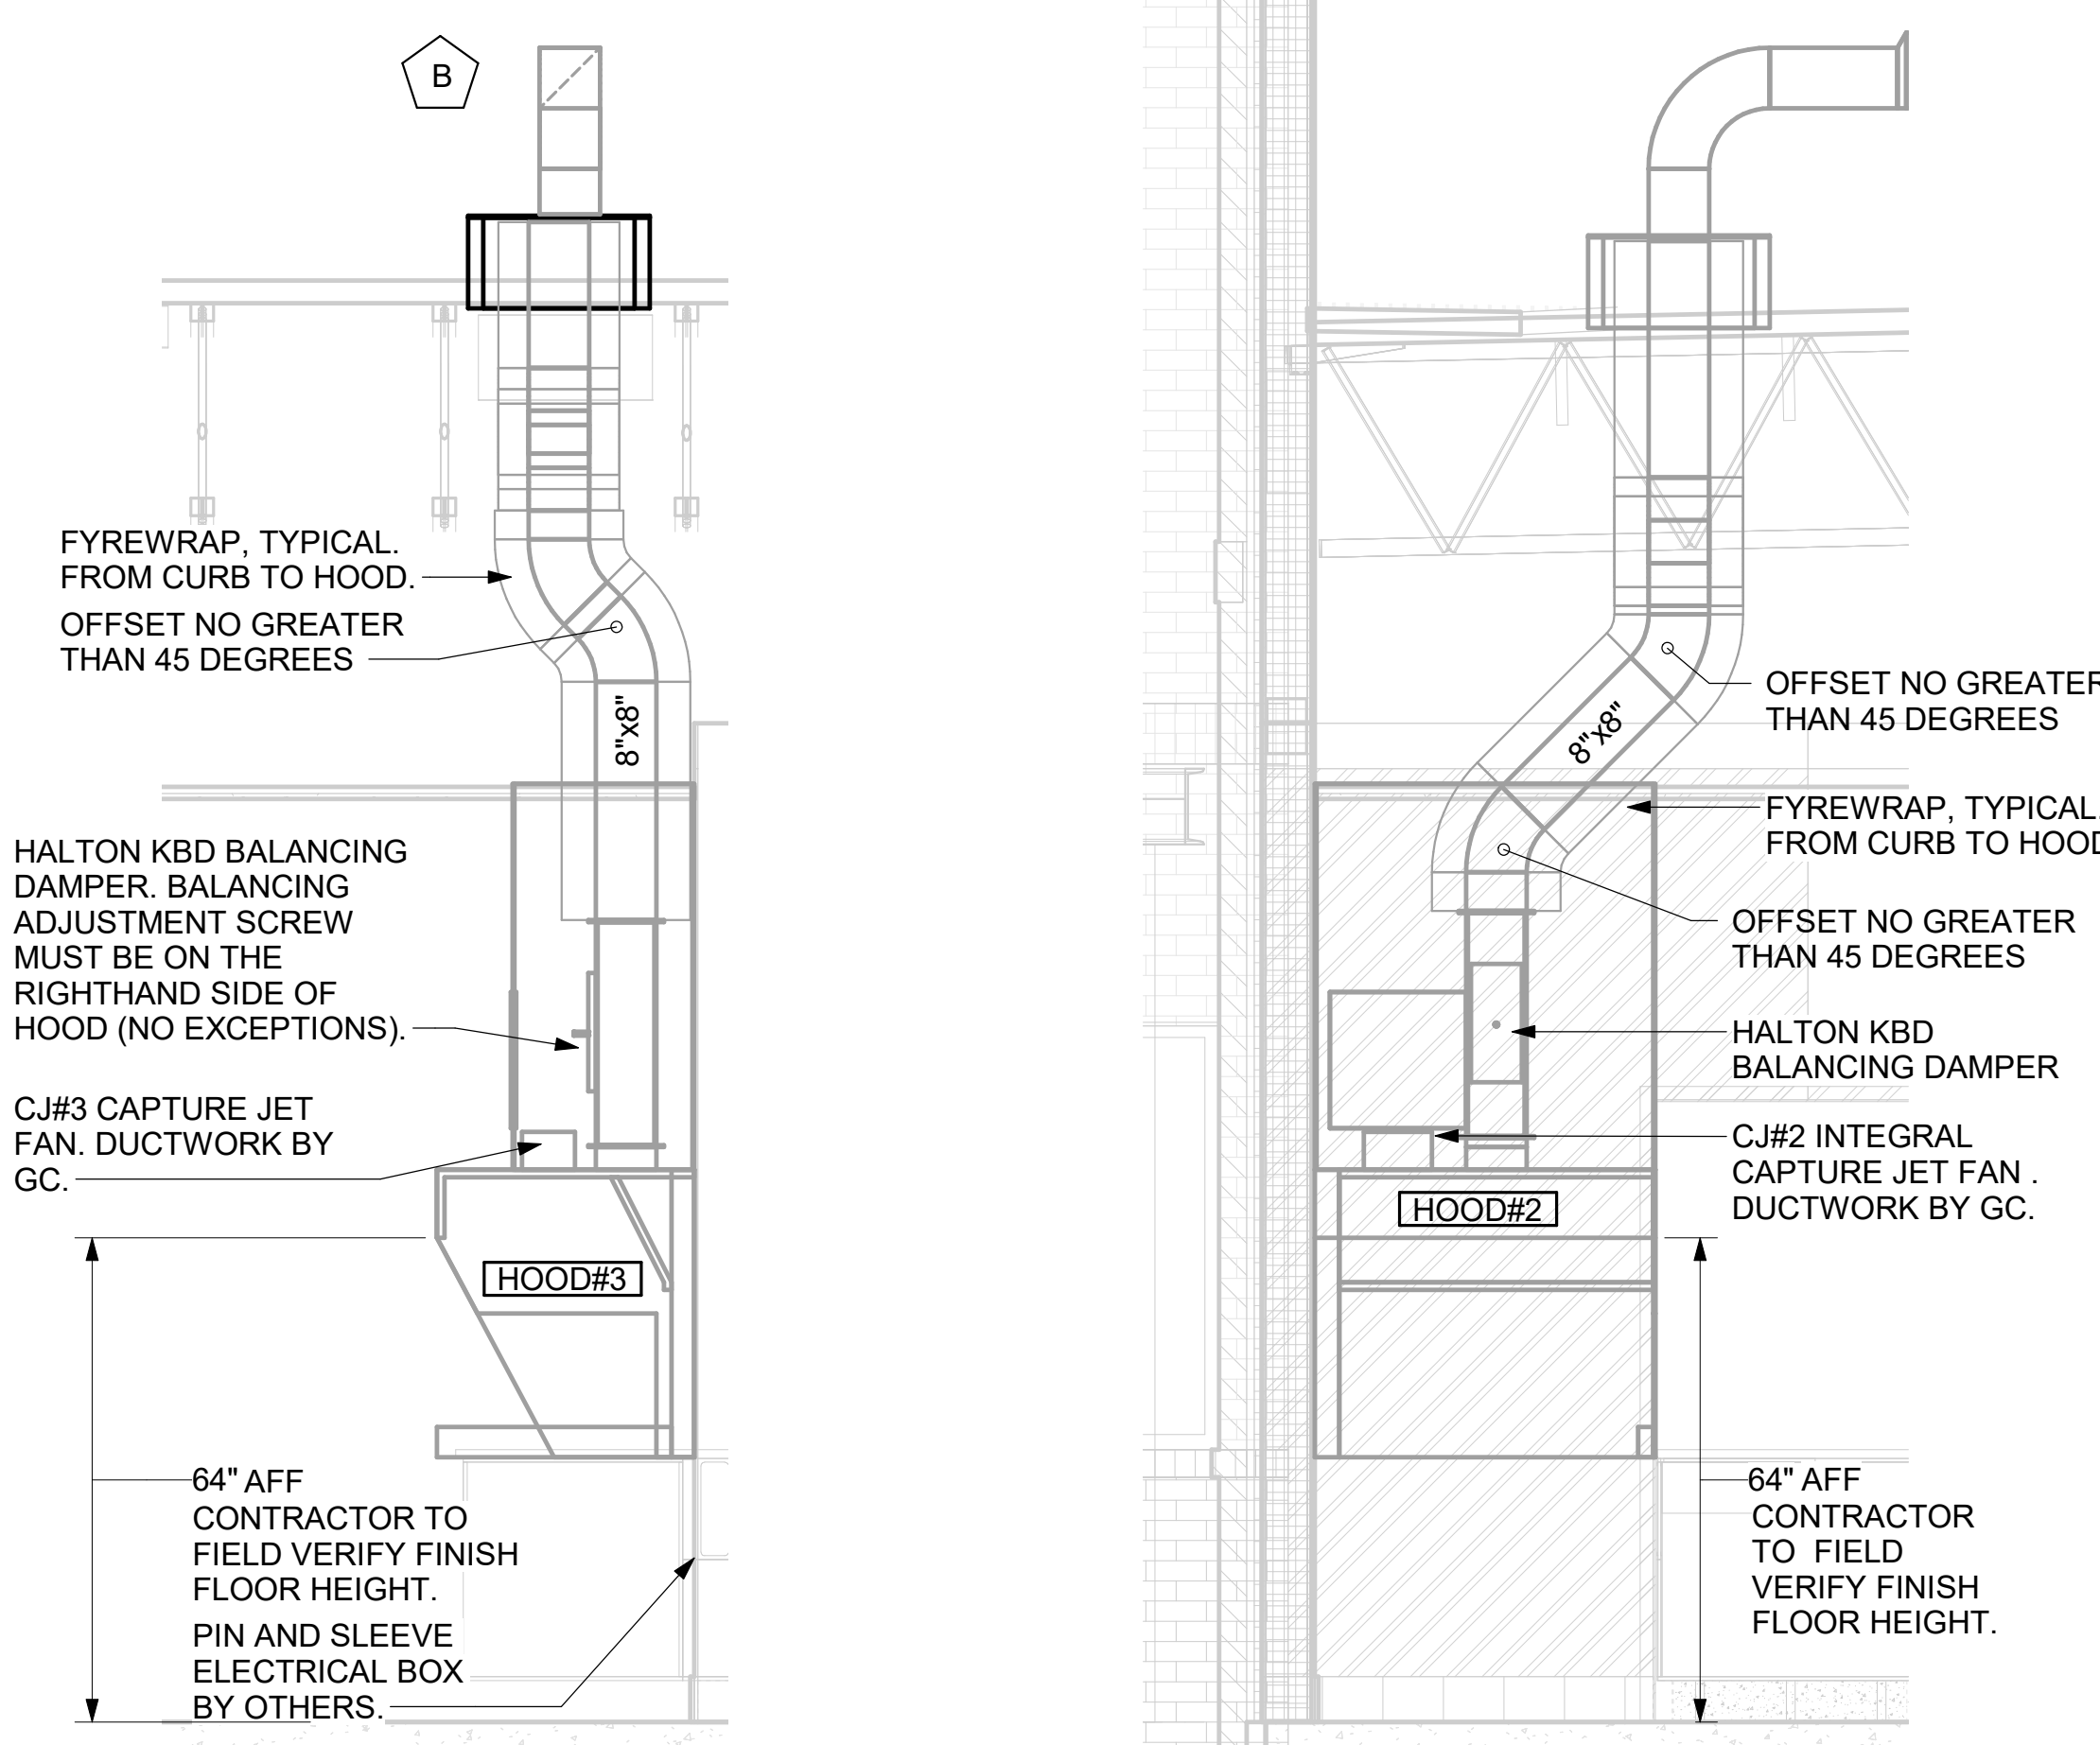 B
FYREWRAP, TYPICAL.
FROM CURB TO HOOD.
OFFSET NO GREATER
THAN 45 DEGREES
8"x8"
HALTON KBD BALANCING
DAMPER. BALANCING
ADJUSTMENT SCREW
MUST BE ON THE
RIGHTHAND SIDE OF
HOOD (NO EXCEPTIONS).
CJ#3 CAPTURE JET
FAN. DUCTWORK BY
GC.
HOOD#3
64" AFF
CONTRACTOR TO
FIELD VERIFY FINISH
FLOOR HEIGHT.
PIN AND SLEEVE
ELECTRICAL BOX
BY OTHERS.
OFFSET NO GREATER
THAN 45 DEGREES
8"x8"
FYREWRAP, TYPICAL.
FROM CURB TO HOOD
OFFSET NO GREATER
THAN 45 DEGREES
HALTON KBD
BALANCING DAMPER
CJ#2 INTEGRAL
CAPTURE JET FAN .
DUCTWORK BY GC.
HOOD#2
64" AFF
CONTRACTOR
TO FIELD
VERIFY FINISH
FLOOR HEIGHT.